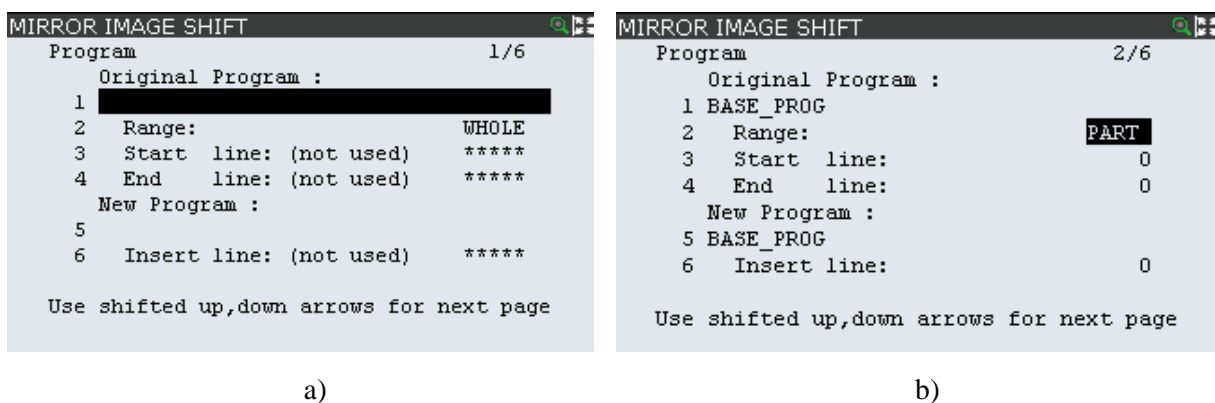 MIRROR IMAGE SHIFT
Program 1/6
Original Program :
1
2 Range: WHOLE
3 Start line: (not used) *****
4 End line: (not used) *****
New Program :
5
6 Insert line: (not used) *****
Use shifted up,down arrows for next page
a)
MIRROR IMAGE SHIFT
Program 2/6
Original Program :
1 BASE_PROG
2 Range: PART
3 Start line: 0
4 End line: 0
New Program :
5 BASE_PROG
6 Insert line: 0
Use shifted up,down arrows for next page
b)